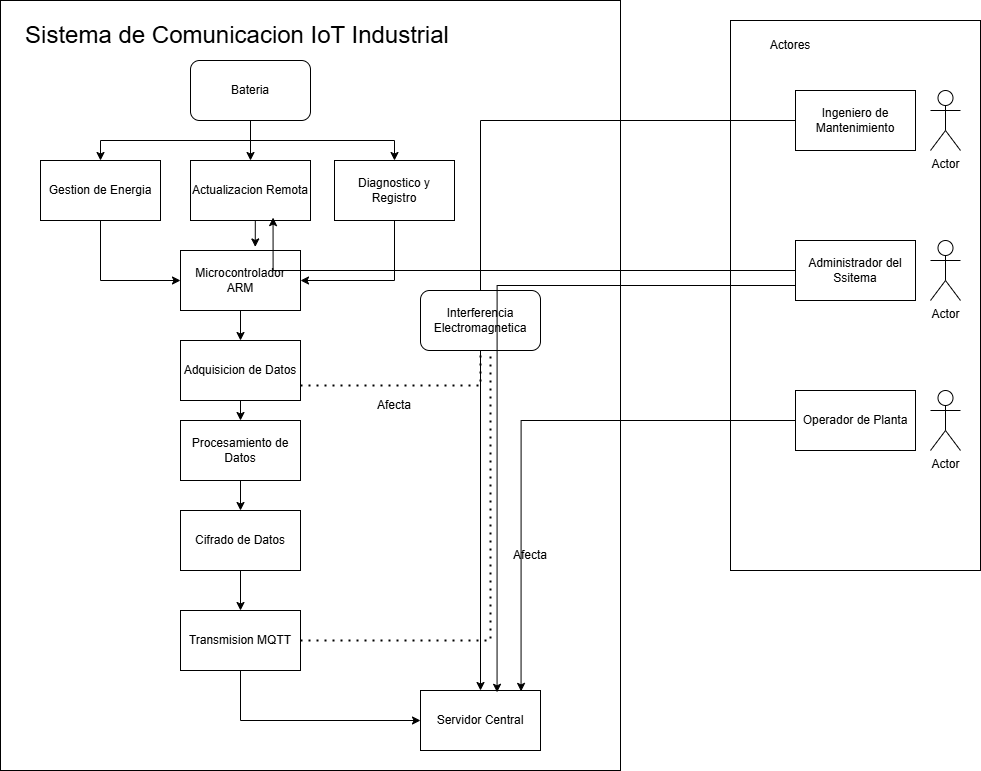 Sistema de Comunicacion IoT Industrial
Bateria
Gestion de Energia
Actualizacion Remota
Diagnostico y
Registro
Microcontrolador
ARM
Adquisicion de Datos
Procesamiento de
Datos
Cifrado de Datos
Transmision MQTT
Interferencia
Electromagnetica
Afecta
Afecta
Servidor Central
Actores
Ingeniero de
Mantenimiento
Actor
Administrador del
Ssitema
Actor
Operador de Planta
Actor